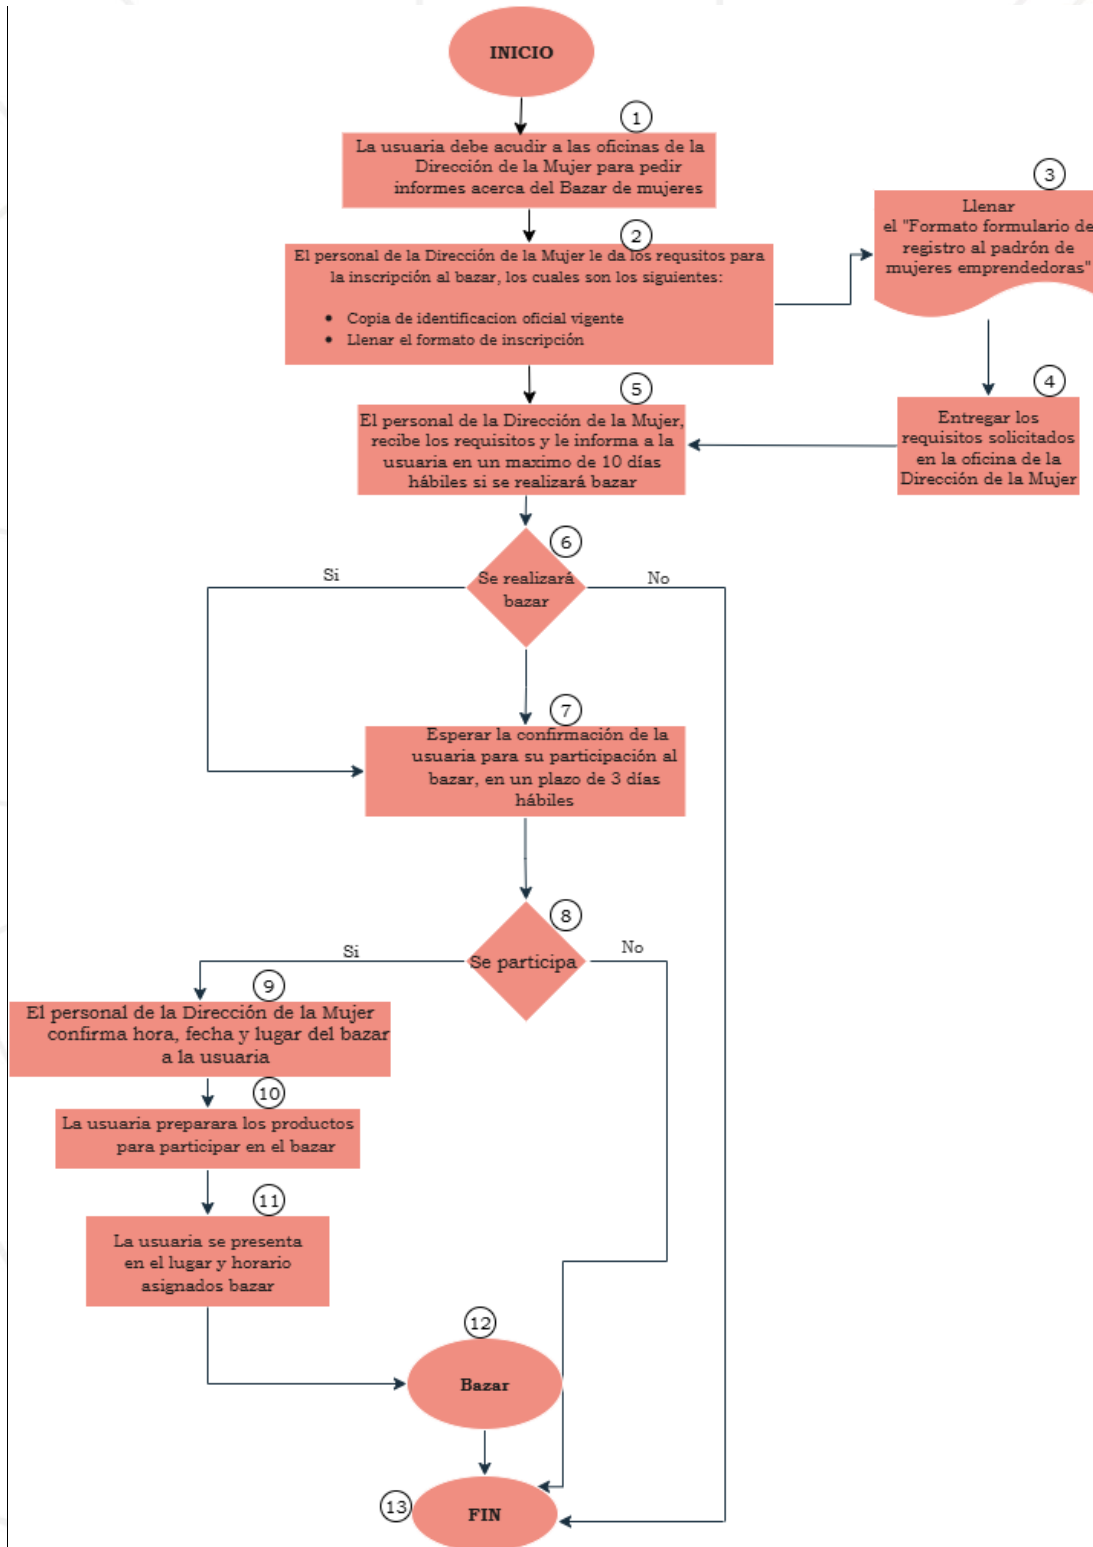 INICIO
1
La usuaria debe acudir a las oficinas de la
Dirección de la Mujer para pedir
informes acerca del Bazar de mujeres
2
El personal de la Dirección de la Mujer le da los requsitos para
la inscripción al bazar, los cuales son los siguientes:
• Copia de identificacion oficial vigente
• Llenar el formato de inscripción
3
Llenar
el "Formato formulario de
registro al padrón de
mujeres emprendedoras"
4
Entregar los
requisitos solicitados
en la oficina de la
Dirección de la Mujer
5
El personal de la Dirección de la Mujer,
recibe los requisitos y le informa a la
usuaria en un maximo de 10 días
hábiles si se realizará bazar
6
Se realizará
bazar
Si
No
7
Esperar la confirmación de la
usuaria para su participación al
bazar, en un plazo de 3 días
hábiles
8
Se participa
Si
No
9
El personal de la Dirección de la Mujer
confirma hora, fecha y lugar del bazar
a la usuaria
10
La usuaria preparara los productos
para participar en el bazar
11
La usuaria se presenta
en el lugar y horario
asignados bazar
12
Bazar
13
FIN